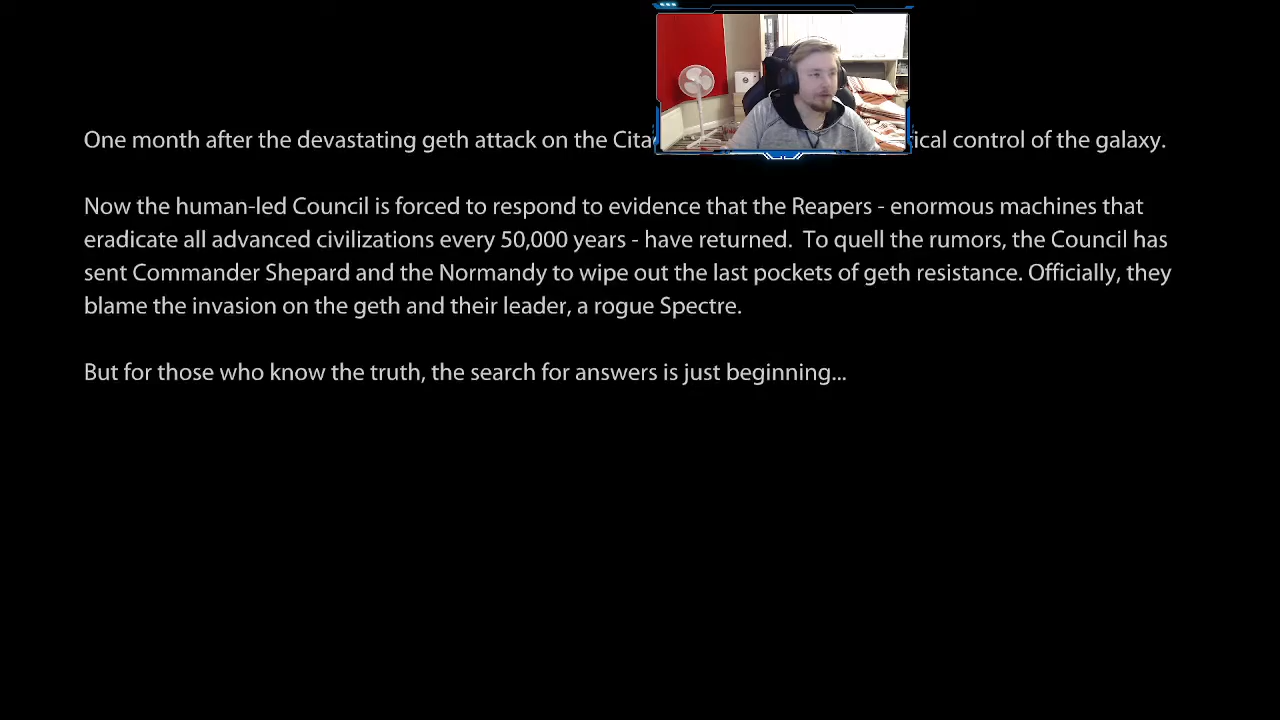 One month after the devastating geth attack on the control of the galaxy.
Now the human-led Council is forced to respond to evidence that the Reapers - enormous machines that
eradicate all advanced civilizations every 50,000 years - have returned.  To quell the rumors, the Council has
sent Commander Shepard and the Normandy to wipe out the last pockets of geth resistance. Officially, they
blame the invasion on the geth and their leader, a rogue Spectre.
But for those who know the truth, the search for answers is just beginning...